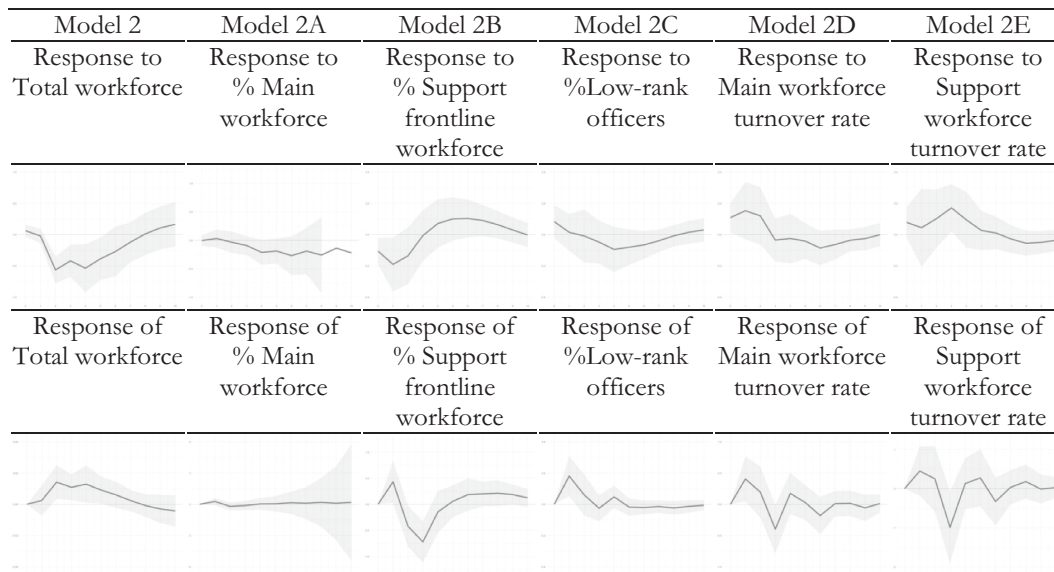 Model 2 Model 2A Model 2B Model 2C Model 2D Model 2E
Response to Total workforce
Response to % Main workforce
Response to % Support frontline workforce
Response to %Low-rank officers
Response to Main workforce turnover rate
Response to Support workforce turnover rate
Response of Total workforce
Response of % Main workforce
Response of % Support frontline workforce
Response of %Low-rank officers
Response of Main workforce turnover rate
Response of Support workforce turnover rate